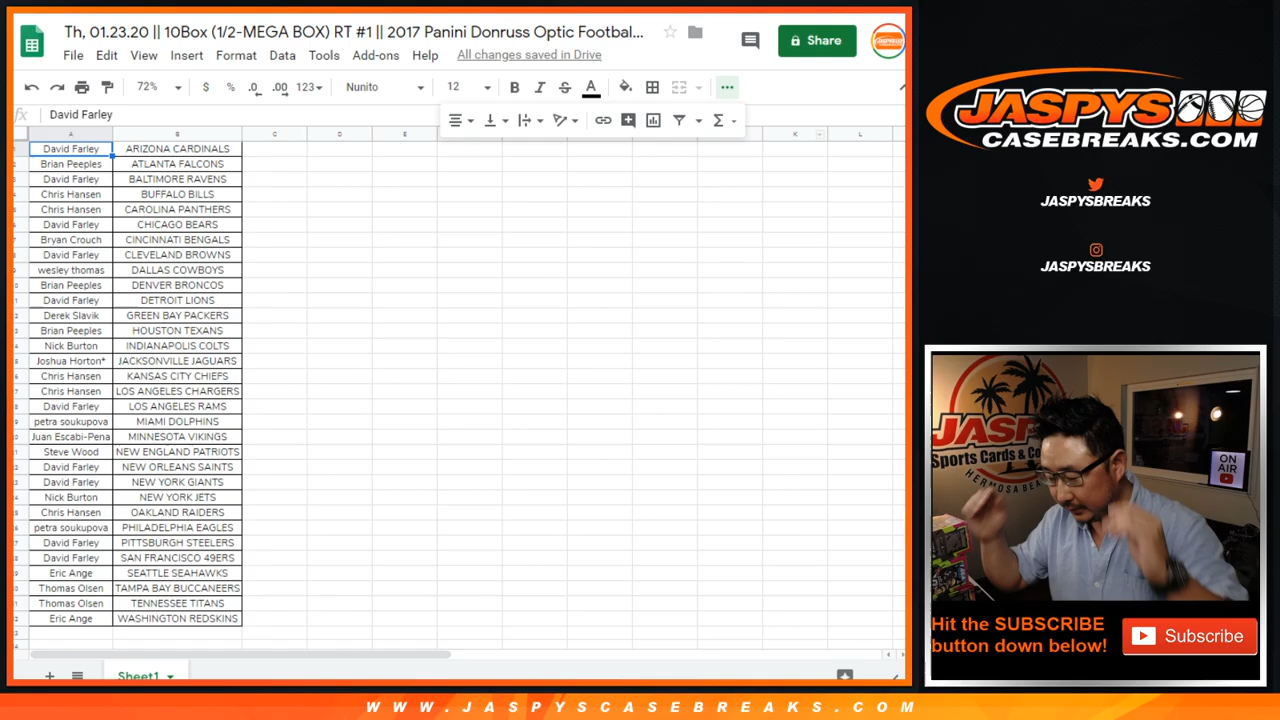 Th, 01.23.20 || 10Box (1/2-MEGA BOX) RT #1 || 2017 Panini Donruss Optic Footbal...
File Edit View Insert Format Data Tools Add-ons Help All changes saved in Drive
Share
72% $ % .0 .00 123 Nunito 12 B I S A
fx David Farley
A B C D E K L
David Farley ARIZONA CARDINALS
Brian Peeples ATLANTA FALCONS
David Farley BALTIMORE RAVENS
Chris Hansen BUFFALO BILLS
Chris Hansen CAROLINA PANTHERS
David Farley CHICAGO BEARS
Bryan Crouch CINCINNATI BENGALS
David Farley CLEVELAND BROWNS
wesley thomas DALLAS COWBOYS
Brian Peeples DENVER BRONCOS
David Farley DETROIT LIONS
Derek Slavik GREEN BAY PACKERS
Brian Peeples HOUSTON TEXANS
Nick Burton INDIANAPOLIS COLTS
Joshua Horton* JACKSONVILLE JAGUARS
Chris Hansen KANSAS CITY CHIEFS
Chris Hansen LOS ANGELES CHARGERS
David Farley LOS ANGELES RAMS
petra soukupova MIAMI DOLPHINS
Juan Escabi-Pena MINNESOTA VIKINGS
Steve Wood NEW ENGLAND PATRIOTS
David Farley NEW ORLEANS SAINTS
David Farley NEW YORK GIANTS
Nick Burton NEW YORK JETS
Chris Hansen OAKLAND RAIDERS
petra soukupova PHILADELPHIA EAGLES
David Farley PITTSBURGH STEELERS
David Farley SAN FRANCISCO 49ERS
Eric Ange SEATTLE SEAHAWKS
Thomas Olsen TAMPA BAY BUCCANEERS
Thomas Olsen TENNESSEE TITANS
Eric Ange WASHINGTON REDSKINS
Sheet1
JASPYS
CASEBREAKS.COM
JASPYSBREAKS
JASPYSBREAKS
JASP
Sports Cards & Co
HERMOSA BEA
ON
AIR
Hit the SUBSCRIBE
button down below!
Subscribe
WWW.JASPYSCASEBREAKS.COM